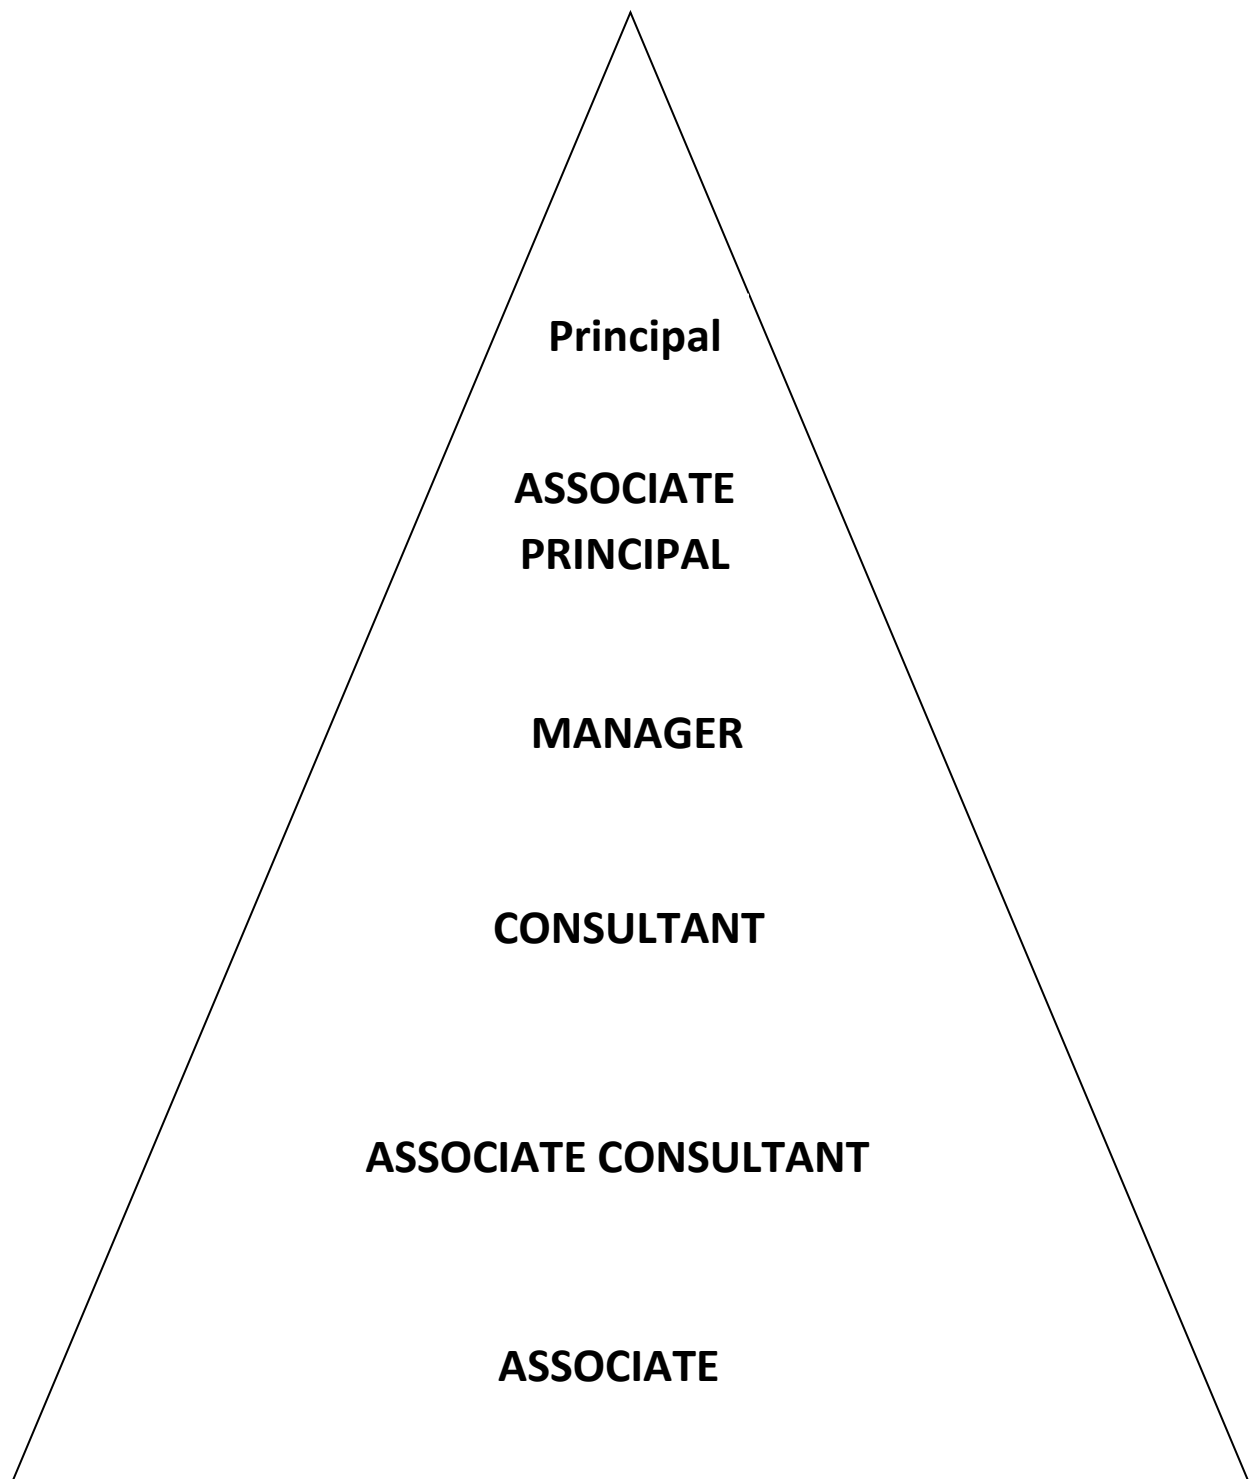 Principal
ASSOCIATE
PRINCIPAL
MANAGER
CONSULTANT
ASSOCIATE CONSULTANT
ASSOCIATE